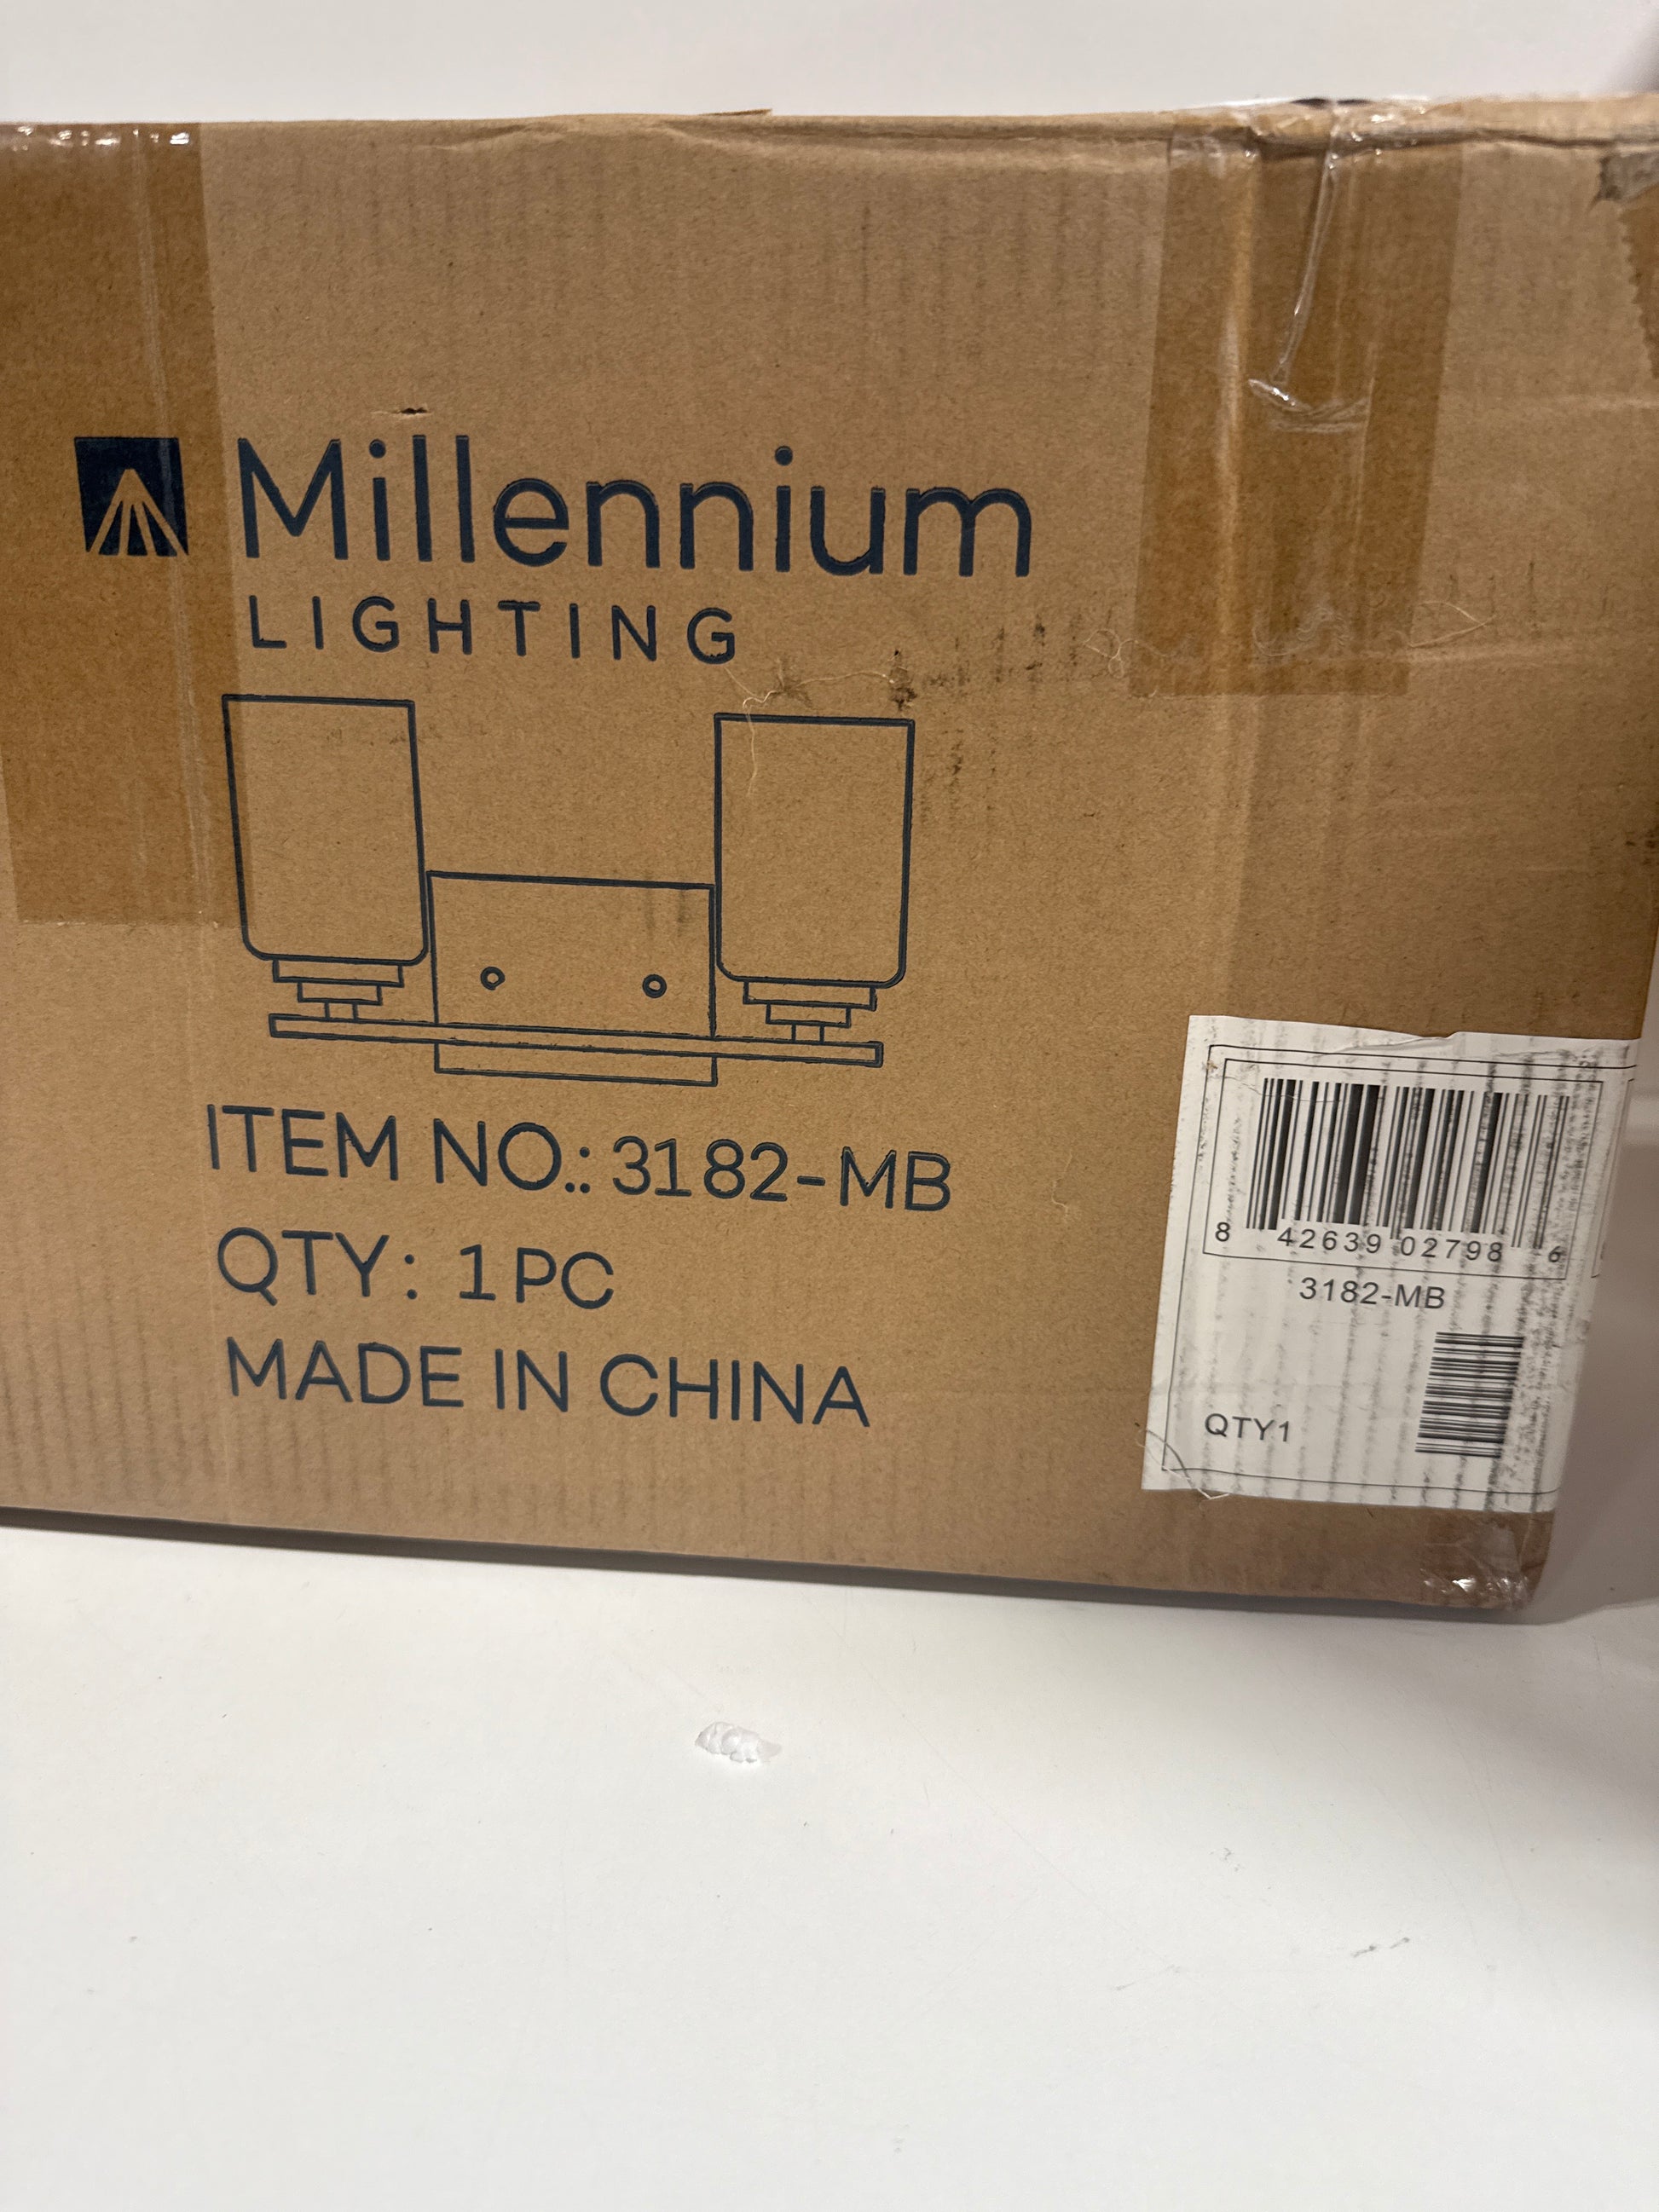 Millennium
LIGHTING
ITEM NO.: 3182-MB
QTY: 1PC
MADE IN CHINA
8 42639 02798 6
3182-MB
QTY1